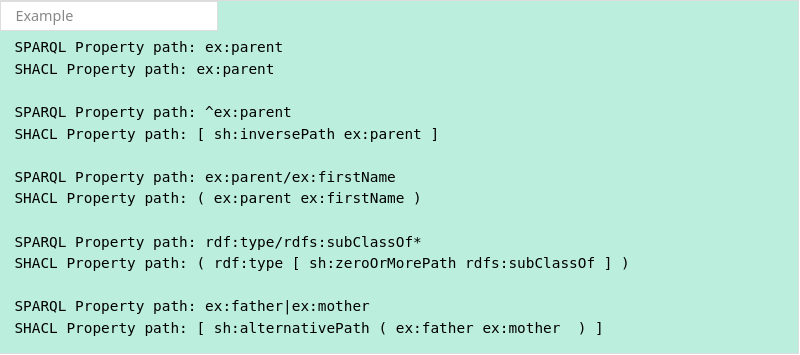 Example
SPARQL Property path: ex:parent
SHACL Property path: ex:parent
SPARQL Property path: ^ex:parent
SHACL Property path: [ sh:inversePath ex:parent ]
SPARQL Property path: ex:parent/ex:firstName
SHACL Property path: ( ex:parent ex:firstName )
SPARQL Property path: rdf:type/rdfs:subClassOf*
SHACL Property path: ( rdf:type [ sh:zeroOrMorePath rdfs:subClassOf ] )
SPARQL Property path: ex:father|ex:mother
SHACL Property path: [ sh:alternativePath ( ex:father ex:mother  ) ]